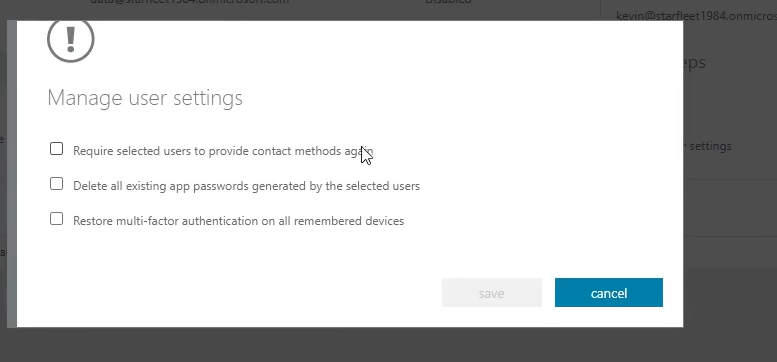 data@starfleet1984.onmicrosoft.com Disabled
kevin@starfleet1984.onmicros
eps
Manage user settings
Require selected users to provide contact methods again
r settings
Delete all existing app passwords generated by the selected users
Restore multi-factor authentication on all remembered devices
save cancel